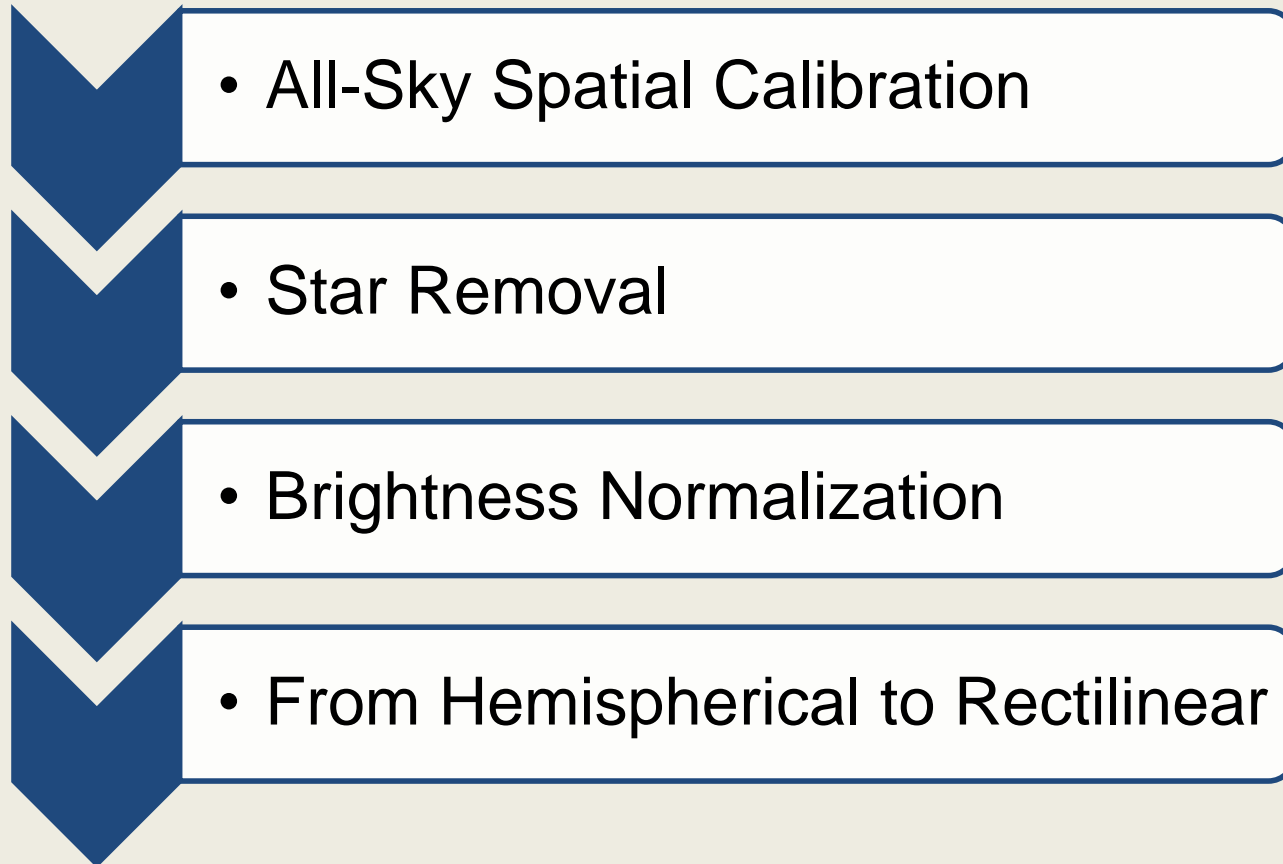 • All-Sky Spatial Calibration
• Star Removal
• Brightness Normalization
• From Hemispherical to Rectilinear